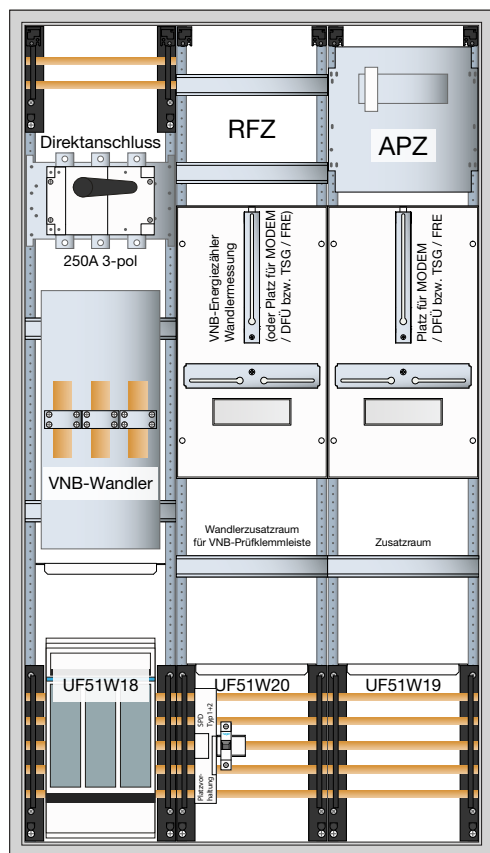 Direktanschluss
250A 3-pol
RFZ
APZ
VNB-Energiezähler
Wandlermessung
(oder Platz für MODEM
/ DFÜ bzw. TSG / FRE)
Platz für MODEM
/ DFÜ bzw. TSG / FRE
VNB-Wandler
Wandlerzusatzraum
für VNB-Prüfklemmleiste
Zusatzraum
UF51W18
UF51W20
UF51W19
SPD
Typ 1+2
Platzvor-
haltung